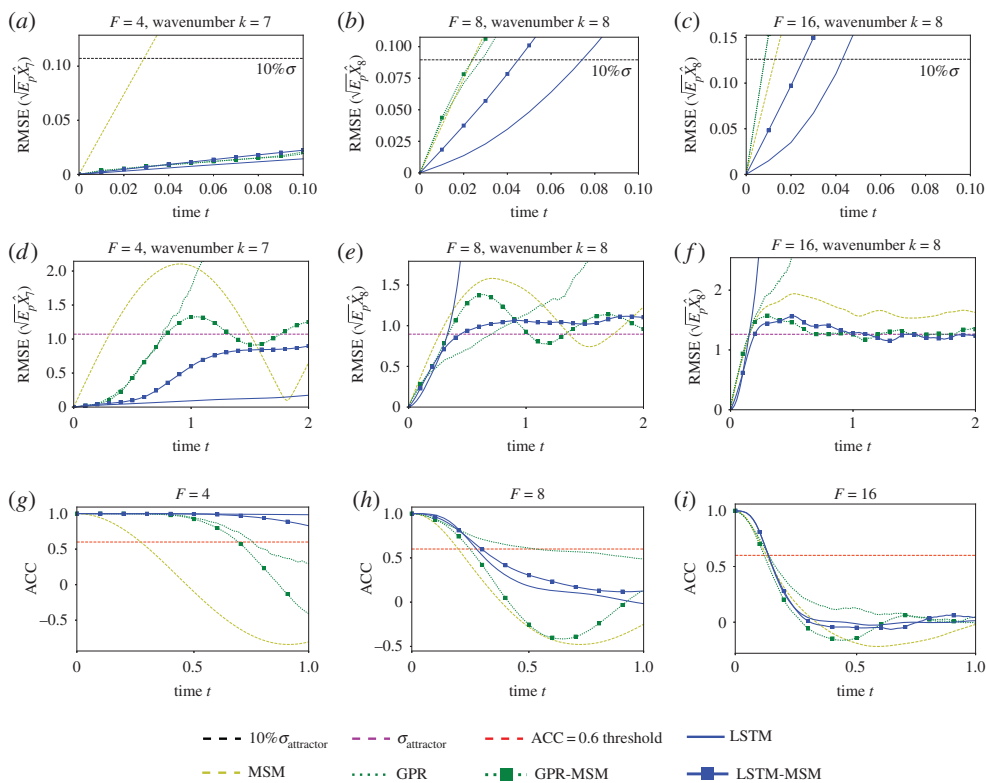 (a) F = 4, wavenumber k = 7
RMSE (√E_p X̂_7)
0.10
0.05
0
10%σ
0 0.02 0.04 0.06 0.08 0.10
time t
(b) F = 8, wavenumber k = 8
RMSE (√E_p X̂_8)
0.100
0.075
0.050
0.025
0
10%σ
0 0.02 0.04 0.06 0.08 0.10
time t
(c) F = 16, wavenumber k = 8
RMSE (√E_p X̂_8)
0.15
0.10
0.05
0
10%σ
0 0.02 0.04 0.06 0.08 0.10
time t
(d) F = 4, wavenumber k = 7
RMSE (√E_p X̂_7)
2.0
1.5
1.0
0.5
0
0 1 2
time t
(e) F = 8, wavenumber k = 8
RMSE (√E_p X̂_8)
1.5
1.0
0.5
0
0 1 2
time t
(f) F = 16, wavenumber k = 8
RMSE (√E_p X̂_8)
2
1
0
0 1 2
time t
(g) F = 4
ACC
1.0
0.5
0
−0.5
0 0.5 1.0
time t
(h) F = 8
ACC
1.0
0.5
0
−0.5
0 0.5 1.0
time t
(i) F = 16
ACC
1.0
0.5
0
0 0.5 1.0
time t
10%σ_attractor σ_attractor ACC = 0.6 threshold LSTM
MSM GPR GPR-MSM LSTM-MSM